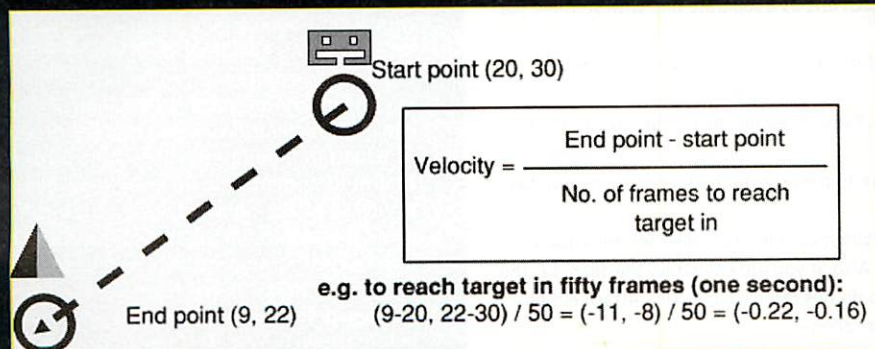 Start point (20, 30)
End point - start point
Velocity =
No. of frames to reach
target in
e.g. to reach target in fifty frames (one second):
End point (9, 22)
(9-20, 22-30) / 50 = (-11, -8) / 50 = (-0.22, -0.16)